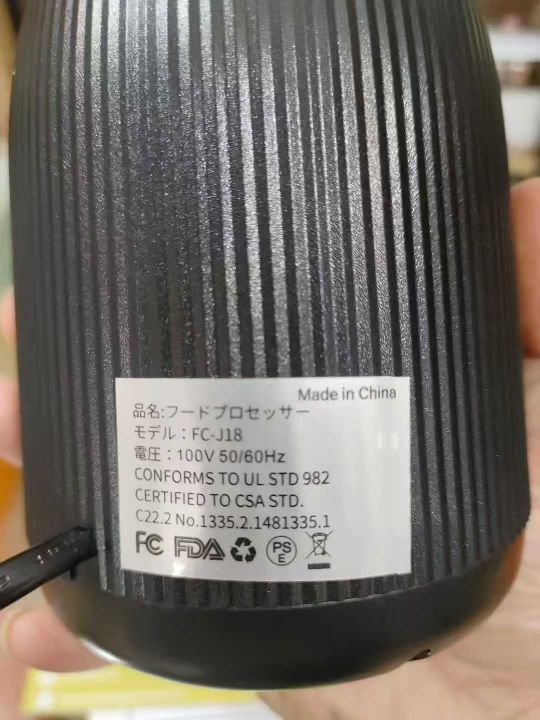 Made in China
品名:フードプロセッサー
モデル：FC-J18
電圧：100V 50/60Hz
CONFORMS TO UL STD 982
CERTIFIED TO CSA STD.
C22.2 No.1335.2.1481335.1
FC FDA PS E